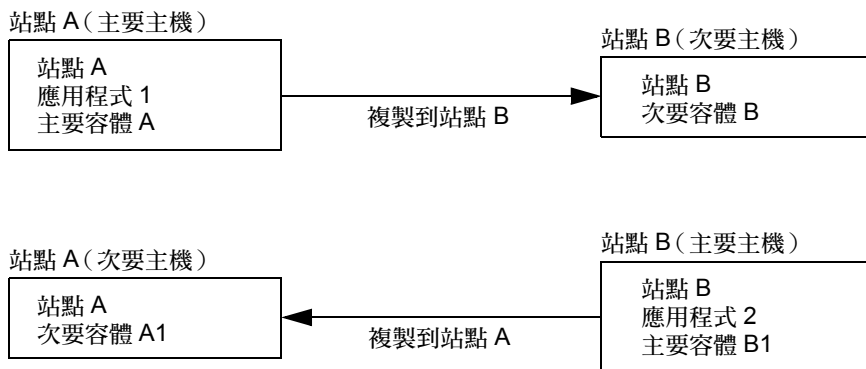 站點 A（主要主機）
站點 A
應用程式 1
主要容體 A
複製到站點 B
站點 B（次要主機）
站點 B
次要容體 B
站點 A（次要主機）
站點 A
次要容體 A1
複製到站點 A
站點 B（主要主機）
站點 B
應用程式 2
主要容體 B1